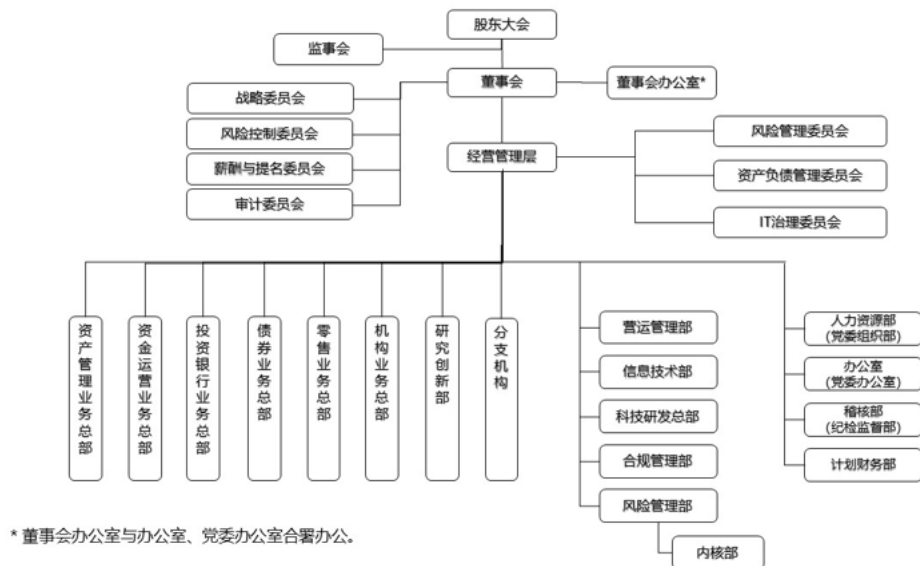 股东大会
监事会
董事会
董事会办公室*
战略委员会
风险控制委员会
薪酬与提名委员会
审计委员会
经营管理层
风险管理委员会
资产负债管理委员会
IT治理委员会
资产管理业务总部
资金运营业务总部
投资银行业务总部
债券业务总部
零售业务总部
机构业务总部
研究创新部
分支机构
营运管理部
信息技术部
科技研发总部
合规管理部
风险管理部
内核部
人力资源部
(党委组织部)
办公室
(党委办公室)
稽核部
(纪检监督部)
计划财务部
* 董事会办公室与办公室、党委办公室合署办公。